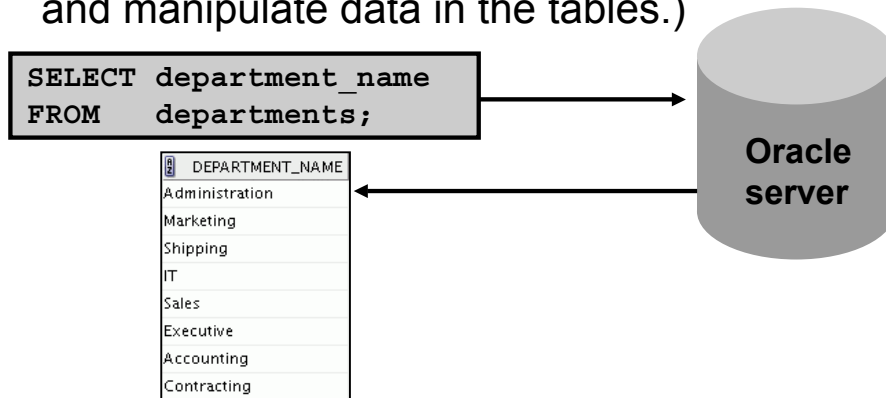 and manipulate data in the tables.)
SELECT department_name
FROM departments;
Oracle
server
DEPARTMENT_NAME
Administration
Marketing
Shipping
IT
Sales
Executive
Accounting
Contracting